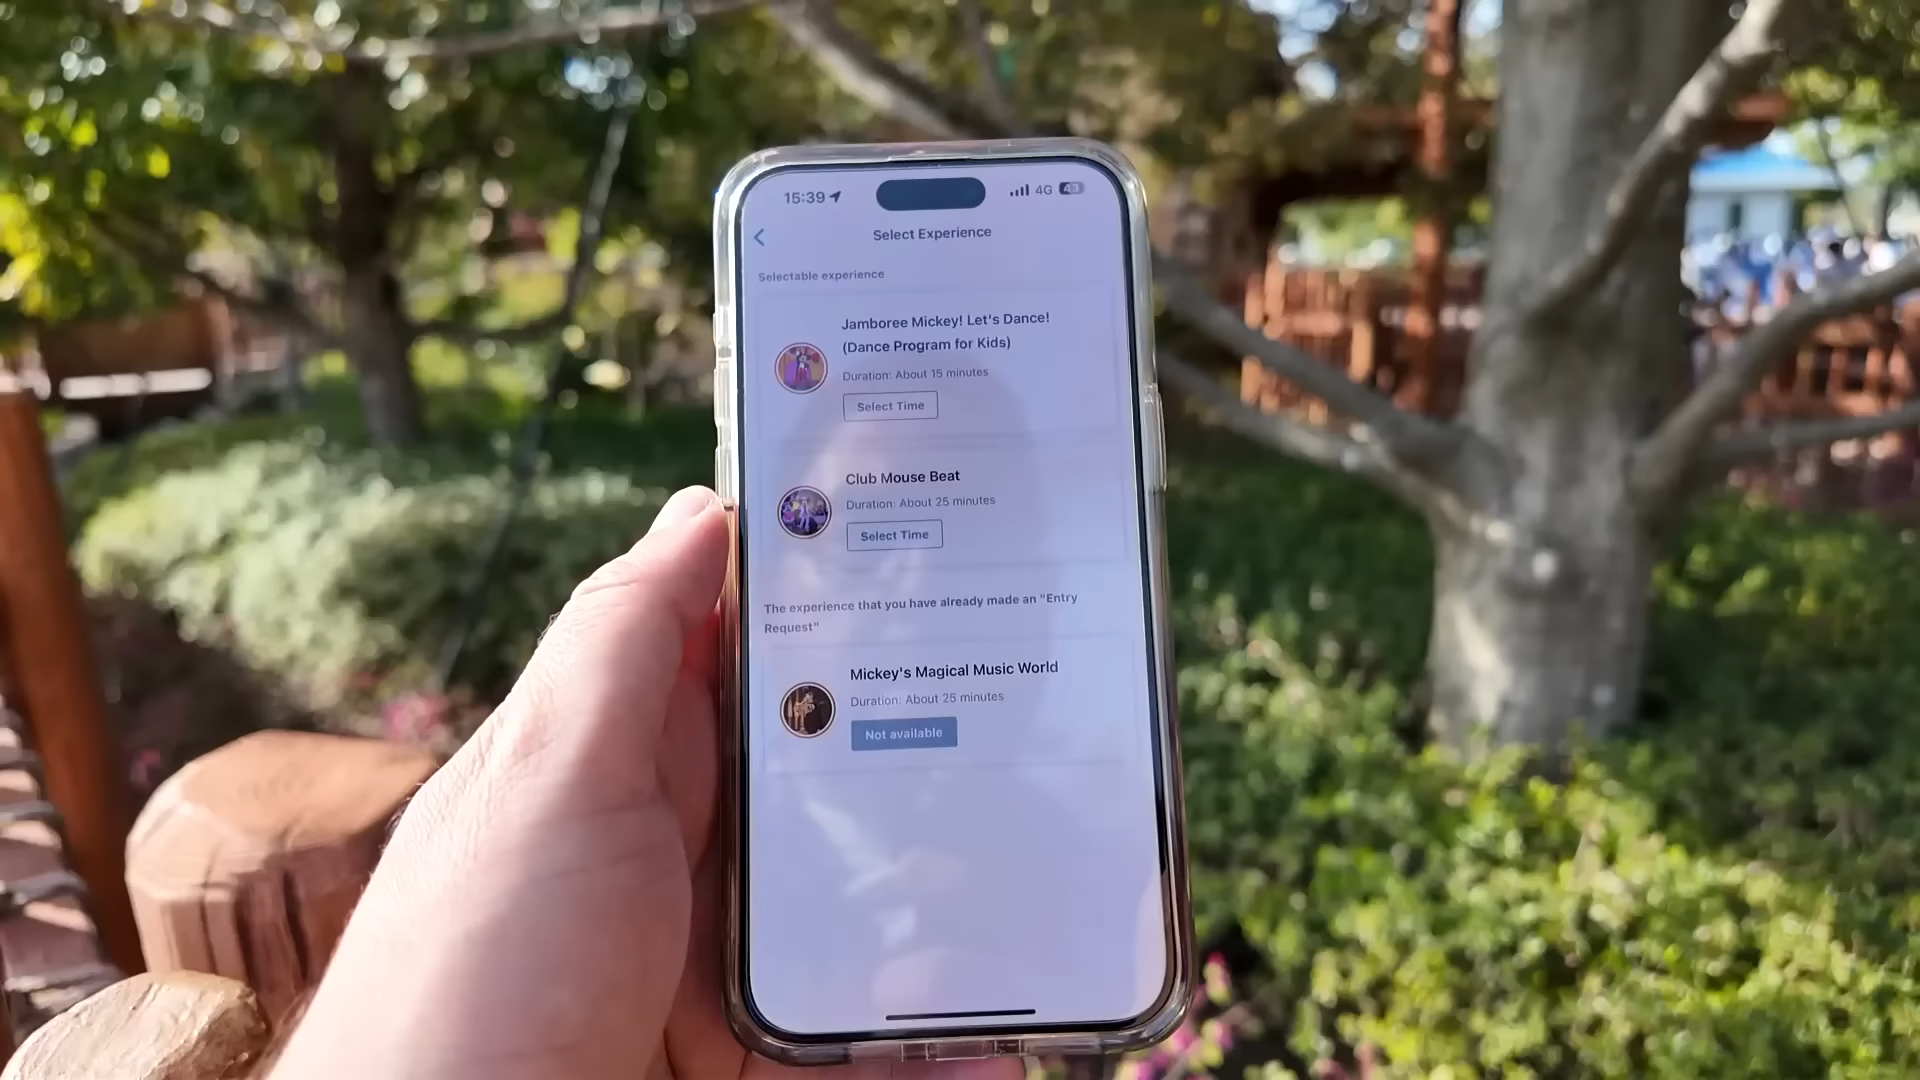 15:39 4G 43
Select Experience
Selectable experience
Jamboree Mickey! Let's Dance!
(Dance Program for Kids)
Duration: About 15 minutes
Select Time
Club Mouse Beat
Duration: About 25 minutes
Select Time
The experience that you have already made an "Entry
Request"
Mickey's Magical Music World
Duration: About 25 minutes
Not available